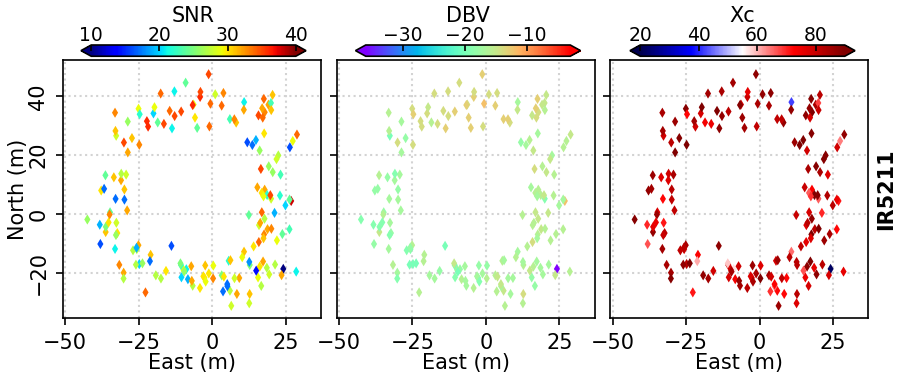 SNR DBV Xc
10 20 30 40 −30 −20 −10 20 40 60 80
North (m)
40
20
0
−20
IR5211
−50 −25 0 25 −50 −25 0 25 −50 −25 0 25
East (m) East (m) East (m)